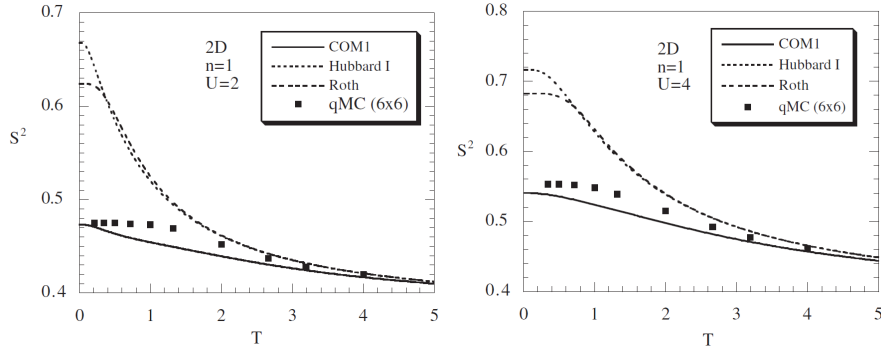 0.7
0.6
S²
0.5
0.4
0
1
2
3
4
5
T
2D
n=1
U=2
COM1
Hubbard I
Roth
qMC (6x6)
0.8
0.7
S²
0.6
0.5
0.4
0
1
2
3
4
5
T
2D
n=1
U=4
COM1
Hubbard I
Roth
qMC (6x6)